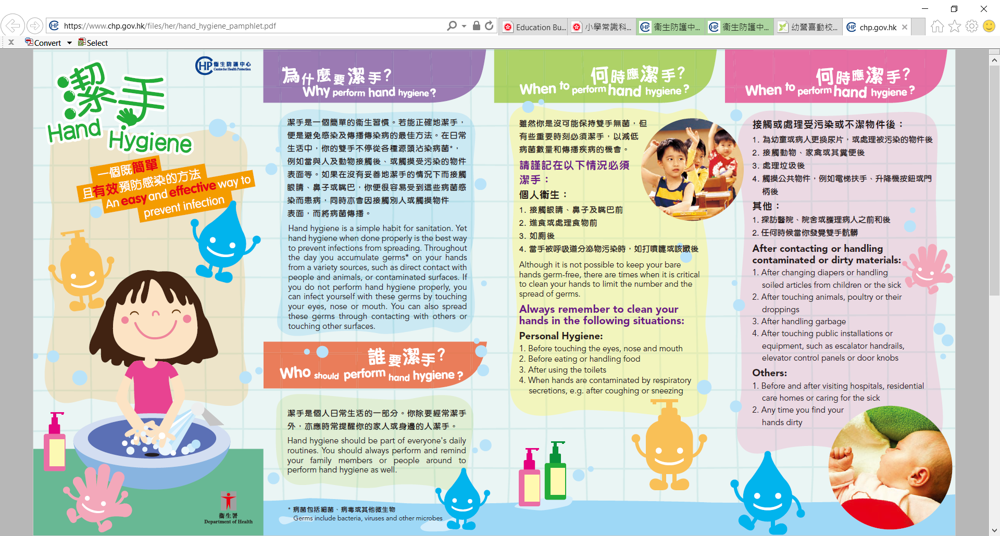 https://www.chp.gov.hk/files/her/hand_hygiene_pamphlet.pdf
Education Bu...
小學常識科...
衞生防護中...
衞生防護中...
幼營喜動校...
chp.gov.hk
x Convert Select
潔手
Hand Hygiene
CHP 衞生防護中心
Centre for Health Protection
一個既簡單
且有效預防感染的方法
An easy and effective way to
prevent infection
衞生署
Department of Health
為什麼要潔手?
Why perform hand hygiene?
潔手是一個簡單的衞生習慣。若能正確地潔手，
便是避免感染及傳播傳染病的最佳方法。在日常
生活中，你的雙手不停從各種源頭沾染病菌*，
例如當與人及動物接觸後、或觸摸受污染的物件
表面等。如果在沒有妥善地潔手的情況下而接觸
眼睛、鼻子或嘴巴，你便很容易受到這些病菌感
染而患病，同時亦會因接觸別人或觸摸物件
表面，而將病菌傳播。
Hand hygiene is a simple habit for sanitation. Yet
hand hygiene when done properly is the best way
to prevent infections from spreading. Throughout
the day you accumulate germs* on your hands
from a variety sources, such as direct contact with
people and animals, or contaminated surfaces. If
you do not perform hand hygiene properly, you
can infect yourself with these germs by touching
your eyes, nose or mouth. You can also spread
these germs through contacting with others or
touching other surfaces.
誰要潔手?
Who should perform hand hygiene?
潔手是個人日常生活的一部分。你除要經常潔手
外，亦應時常提醒你的家人或身邊的人潔手。
Hand hygiene should be part of everyone's daily
routines. You should always perform and remind
your family members or people around to
perform hand hygiene as well.
* 病菌包括細菌、病毒或其他微生物
Germs include bacteria, viruses and other microbes
何時應潔手?
When to perform hand hygiene?
雖然你是沒可能保持雙手無菌，但
有些重要時刻必須潔手，以減低
病菌數量和傳播疾病的機會。
請謹記在以下情況必須
潔手：
個人衞生：
1. 接觸眼睛、鼻子及嘴巴前
2. 進食或處理食物前
3. 如廁後
4. 當手被呼吸道分泌物污染時，如打噴嚏或咳嗽後
Although it is not possible to keep your bare
hands germ-free, there are times when it is critical
to clean your hands to limit the number and the
spread of germs.
Always remember to clean your
hands in the following situations:
Personal Hygiene:
1. Before touching the eyes, nose and mouth
2. Before eating or handling food
3. After using the toilets
4. When hands are contaminated by respiratory
secretions, e.g. after coughing or sneezing
何時應潔手?
When to perform hand hygiene?
接觸或處理受污染或不潔物件後：
1. 為幼童或病人更換尿片，或處理被污染的物件後
2. 接觸動物、家禽或其糞便後
3. 處理垃圾後
4. 觸摸公共物件，例如電梯扶手、升降機按鈕或門
柄後
其他：
1. 探訪醫院、院舍或護理病人之前和後
2. 任何時候當你發覺雙手骯髒
After contacting or handling
contaminated or dirty materials:
1. After changing diapers or handling
soiled articles from children or the sick
2. After touching animals, poultry or their
droppings
3. After handling garbage
4. After touching public installations or
equipment, such as escalator handrails,
elevator control panels or door knobs
Others:
1. Before and after visiting hospitals, residential
care homes or caring for the sick
2. Any time you find your
hands dirty